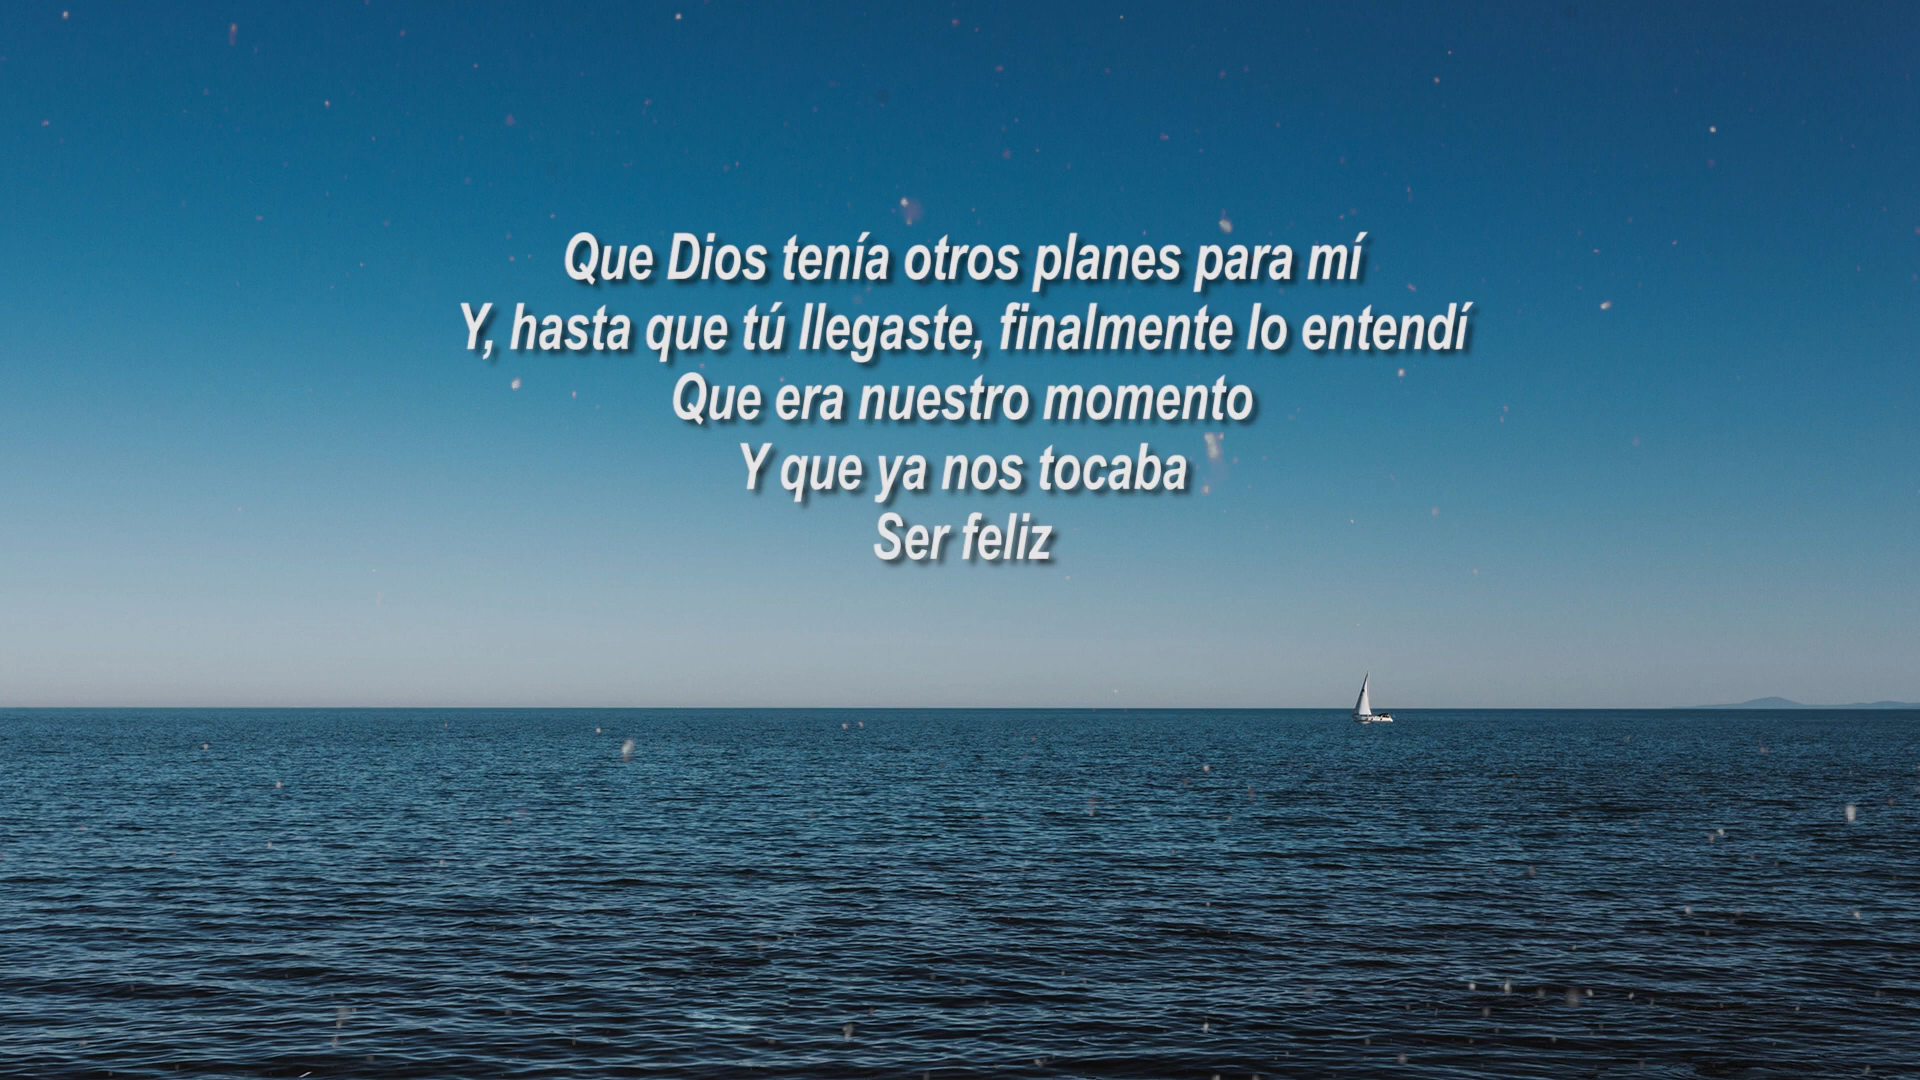 Que Dios tenía otros planes para mí
Y, hasta que tú llegaste, finalmente lo entendí
Que era nuestro momento
Y que ya nos tocaba
Ser feliz